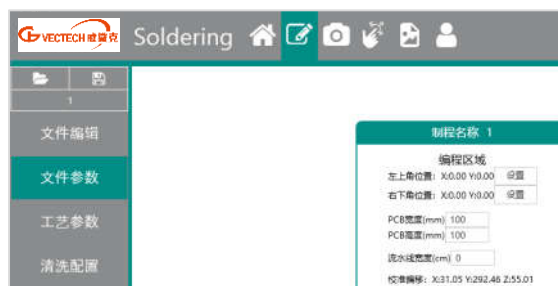 VECTECH 威徳克 Soldering
1
文件编辑
文件参数
工艺参数
清洗配置
制程名称 1
编程区域
左上角位置: X:0.00 Y:0.00 设置
右下角位置: X:0.00 Y:0.00 设置
PCB宽度(mm) 100
PCB高度(mm) 100
流水线宽度(cm) 0
校准偏移: X:31.05 Y:292.46 Z:55.01